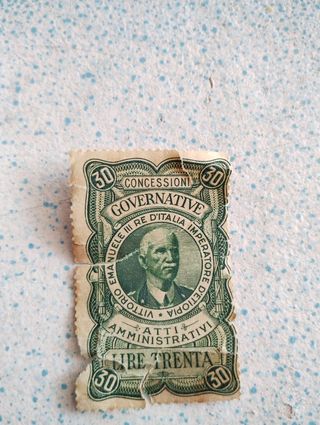 30 CONCESSIONI 30
GOVERNATIVE
VITTORIO EMANUELE III RE D'ITALIA IMPERATORE D'ETIOPIA
ATTI
AMMINISTRATIVI
LIRE TRENTA
30 30